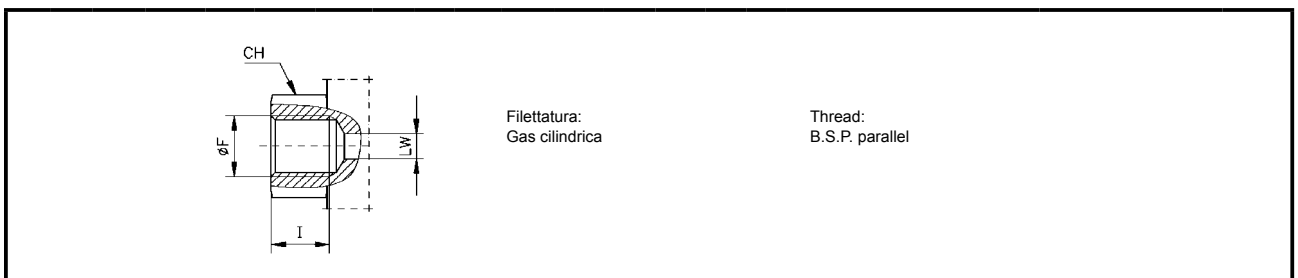 CH
Filettatura:
Gas cilindrica
Thread:
B.S.P. parallel
øF
LW
I